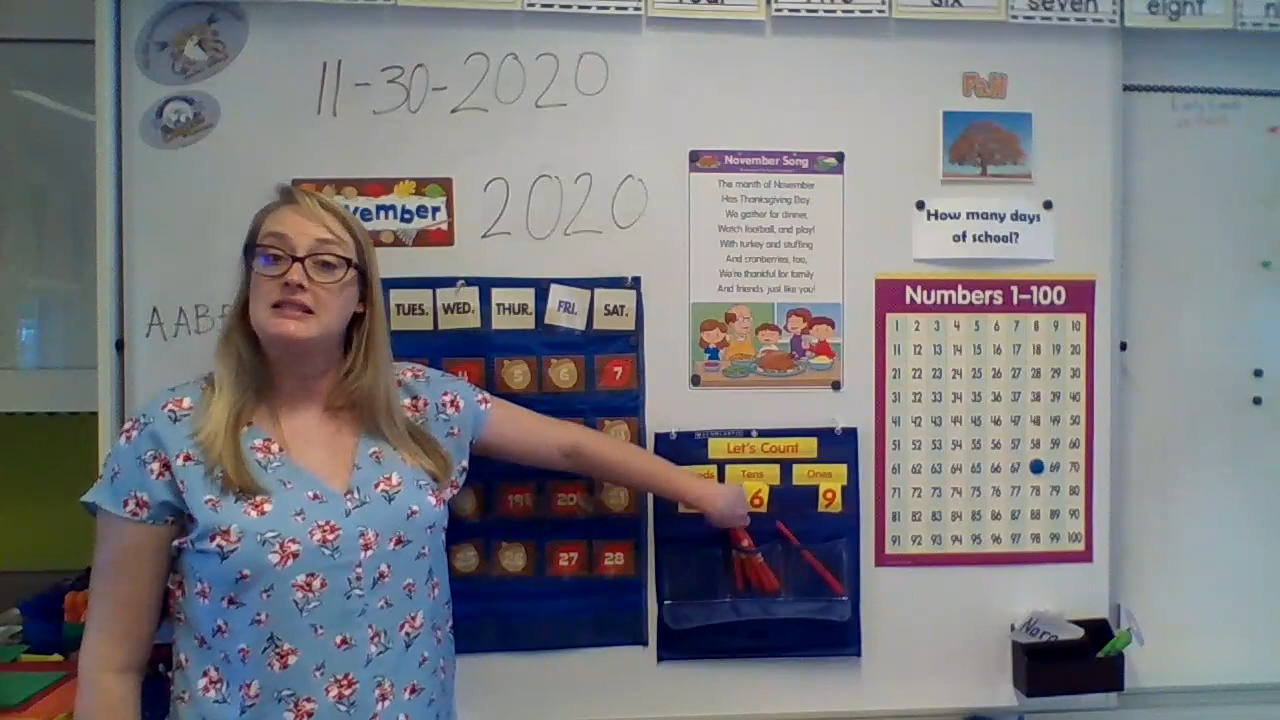 seven
eight
11-30-2020
Fall
November Song
The month of November
Has Thanksgiving Day.
We gather for dinner,
Watch football, and play!
With turkey and stuffing
And cranberries, too,
We're thankful for family
And friends just like you!
vember
2020
How many days
of school?
AAB
TUES. WED. THUR. FRI. SAT.
5 6 7
19 20 21
27 28
Numbers 1-100
1 2 3 4 5 6 7 8 9 10
11 12 13 14 15 16 17 18 19 20
21 22 23 24 25 26 27 28 29 30
31 32 33 34 35 36 37 38 39 40
41 42 43 44 45 46 47 48 49 50
51 52 53 54 55 56 57 58 59 60
61 62 63 64 65 66 67 69 70
71 72 73 74 75 76 77 78 79 80
81 82 83 84 85 86 87 88 89 90
91 92 93 94 95 96 97 98 99 100
SCHOLASTIC
Let's Count
eds Tens Ones
6 9
Nora